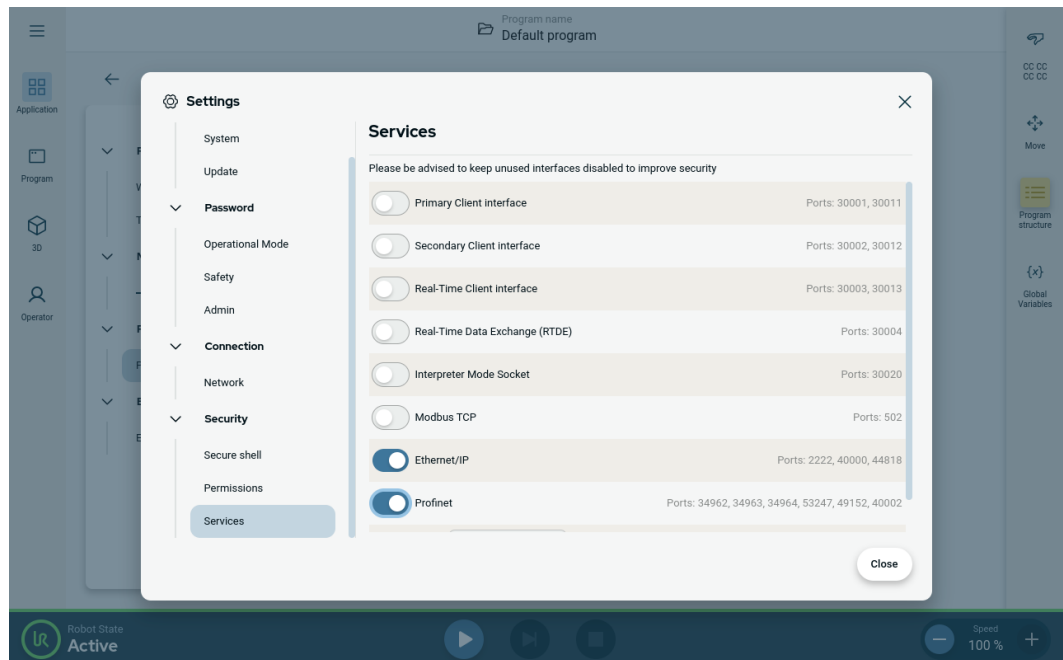 Program name
Default program
Application
Program
3D
Operator
Settings
System
Update
Password
Operational Mode
Safety
Admin
Connection
Network
Security
Secure shell
Permissions
Services
Services
Please be advised to keep unused interfaces disabled to improve security
Primary Client interface Ports: 30001, 30011
Secondary Client interface Ports: 30002, 30012
Real-Time Client interface Ports: 30003, 30013
Real-Time Data Exchange (RTDE) Ports: 30004
Interpreter Mode Socket Ports: 30020
Modbus TCP Ports: 502
Ethernet/IP Ports: 2222, 40000, 44818
Profinet Ports: 34962, 34963, 34964, 53247, 49152, 40002
Close
CC CC
CC CC
Move
Program
structure
{x}
Global
Variables
Robot State
Active
Speed
100 %